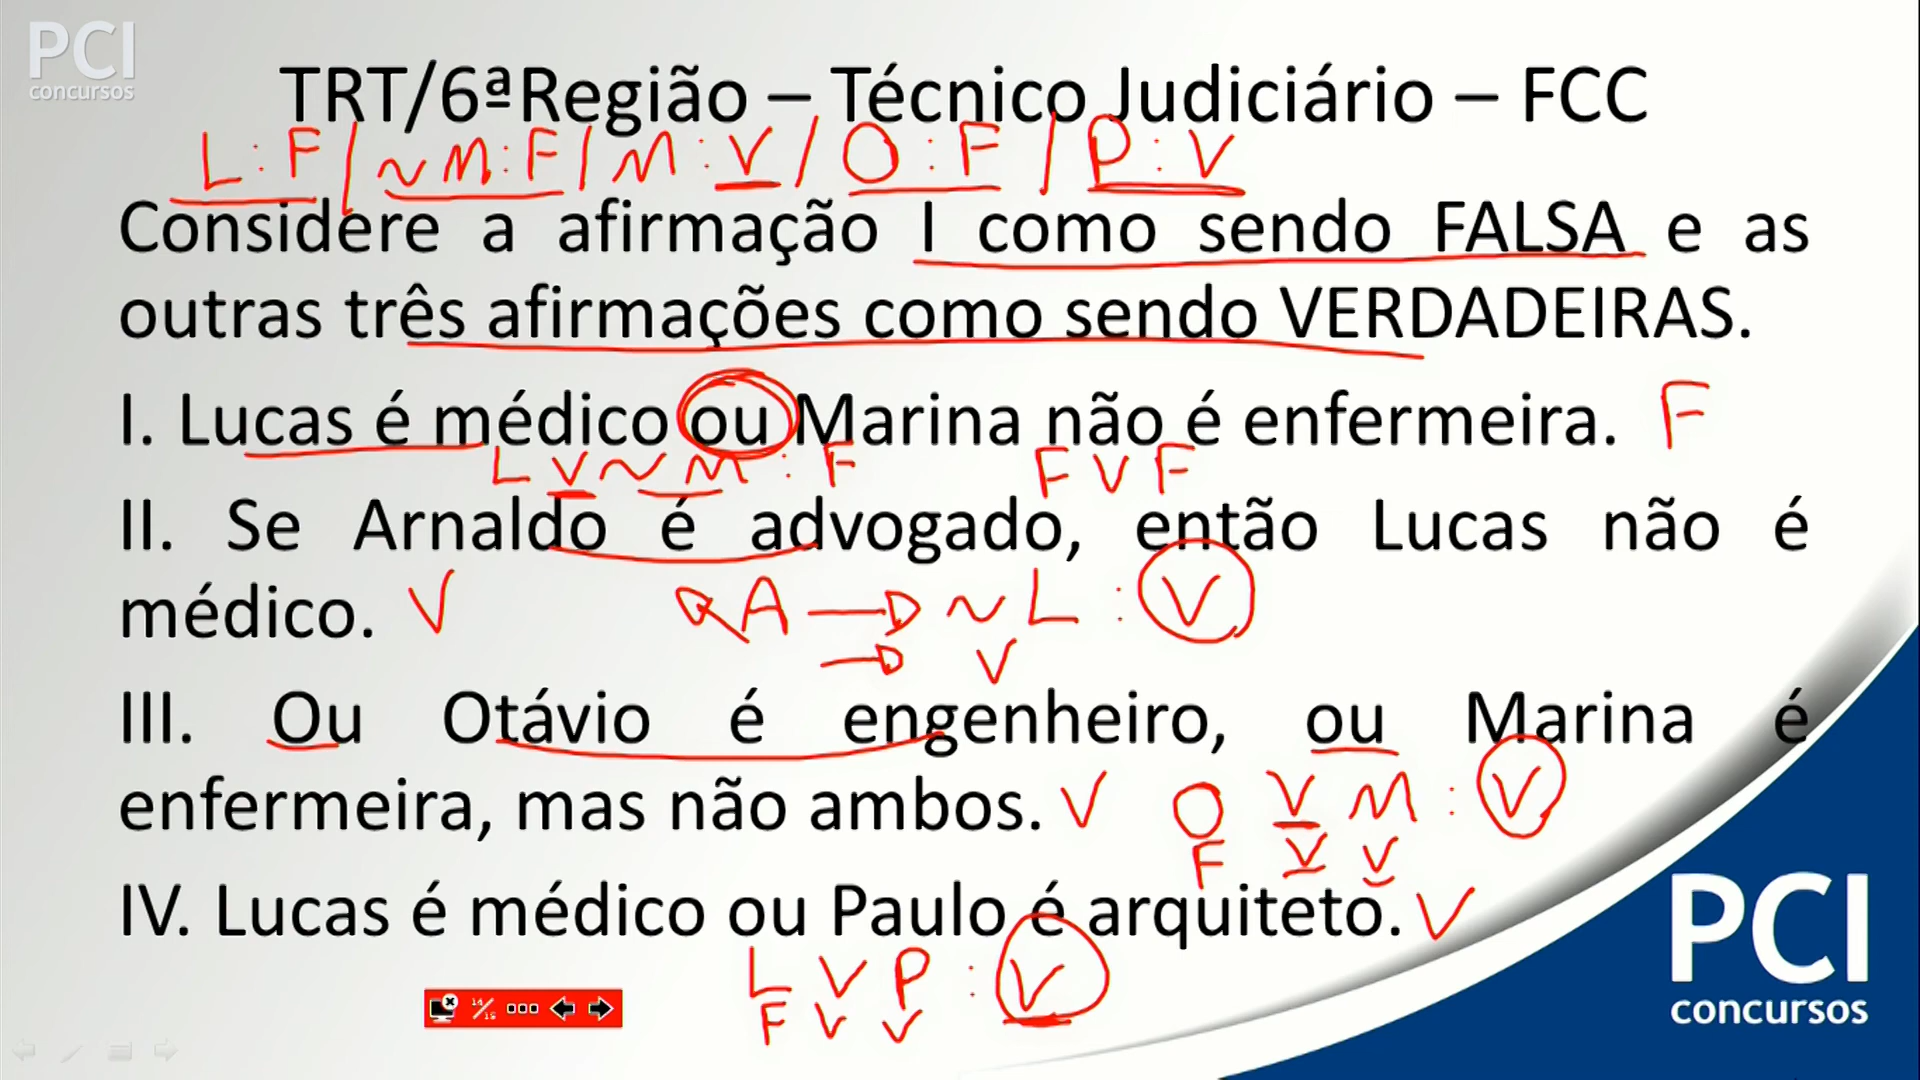 PCI
concursos
TRT/6ªRegião – Técnico Judiciário – FCC
L : F / ~ M : F / M : V / O : F / P : V
Considere a afirmação I como sendo FALSA e as
outras três afirmações como sendo VERDADEIRAS.
I. Lucas é médico ou Marina não é enfermeira. F
L V ~ M : F F V F
II. Se Arnaldo é advogado, então Lucas não é
médico. V A → ~ L : V
→ V
III. Ou Otávio é engenheiro, ou Marina é
enfermeira, mas não ambos. V O V M : V
F V V
IV. Lucas é médico ou Paulo é arquiteto. V
L V P : V
F V V
14/15
PCI
concursos